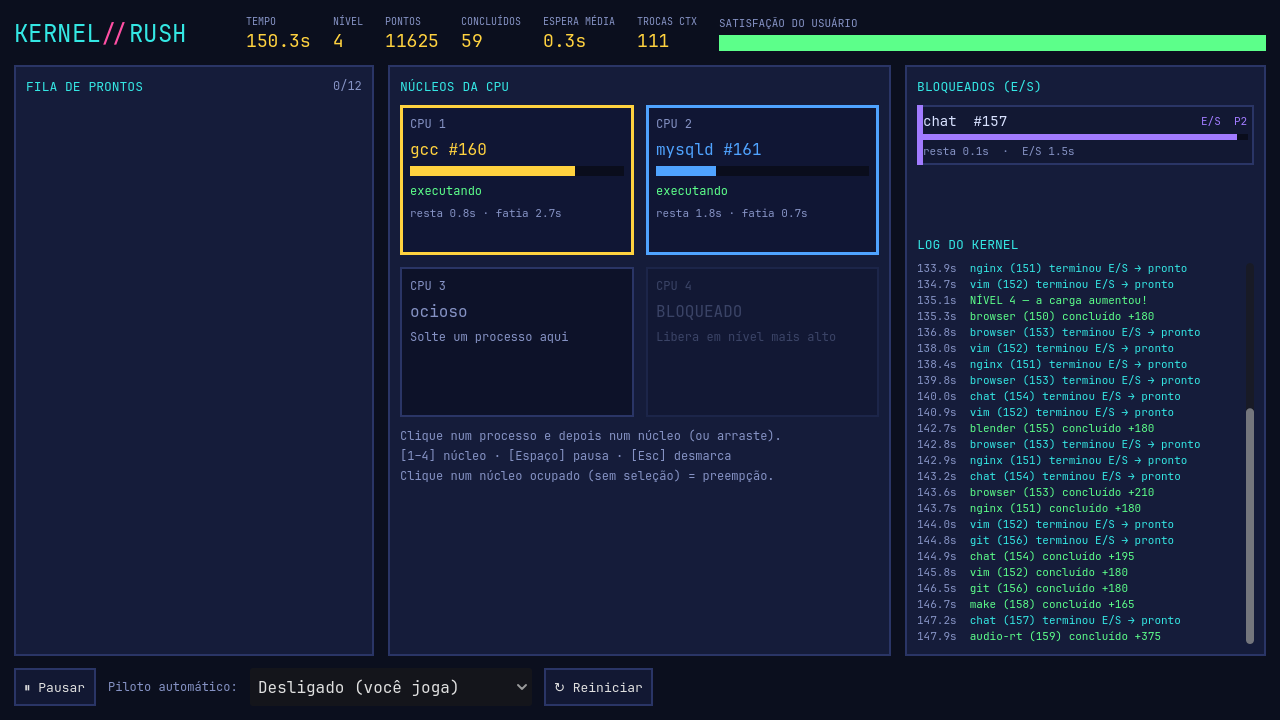 KERNEL//RUSH
TEMPO
150.3s
NÍVEL
4
PONTOS
11625
CONCLUÍDOS
59
ESPERA MÉDIA
0.3s
TROCAS CTX
111
SATISFAÇÃO DO USUÁRIO
FILA DE PRONTOS
0/12
NÚCLEOS DA CPU
CPU 1
gcc #160
executando
resta 0.8s · fatia 2.7s
CPU 2
mysqld #161
executando
resta 1.8s · fatia 0.7s
CPU 3
ocioso
Solte um processo aqui
CPU 4
BLOQUEADO
Libera em nível mais alto
Clique num processo e depois num núcleo (ou arraste).
[1–4] núcleo · [Espaço] pausa · [Esc] desmarca
Clique num núcleo ocupado (sem seleção) = preempção.
BLOQUEADOS (E/S)
chat #157 E/S P2
resta 0.1s · E/S 1.5s
LOG DO KERNEL
133.9s nginx (151) terminou E/S → pronto
134.7s vim (152) terminou E/S → pronto
135.1s NÍVEL 4 — a carga aumentou!
135.3s browser (150) concluído +180
136.8s browser (153) terminou E/S → pronto
138.0s vim (152) terminou E/S → pronto
138.4s nginx (151) terminou E/S → pronto
139.8s browser (153) terminou E/S → pronto
140.0s chat (154) terminou E/S → pronto
140.9s vim (152) terminou E/S → pronto
142.7s blender (155) concluído +180
142.8s browser (153) terminou E/S → pronto
142.9s nginx (151) terminou E/S → pronto
143.2s chat (154) terminou E/S → pronto
143.6s browser (153) concluído +210
143.7s nginx (151) concluído +180
144.0s vim (152) terminou E/S → pronto
144.8s git (156) terminou E/S → pronto
144.9s chat (154) concluído +195
145.8s vim (152) concluído +180
146.5s git (156) concluído +180
146.7s make (158) concluído +165
147.2s chat (157) terminou E/S → pronto
147.9s audio-rt (159) concluído +375
⏸ Pausar
Piloto automático:
Desligado (você joga)
↻ Reiniciar